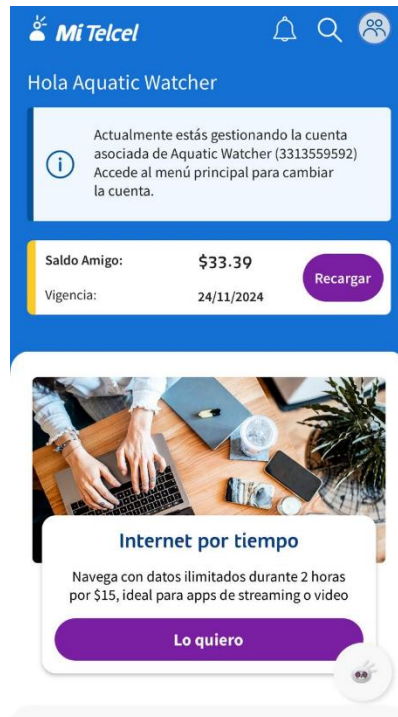 Mi Telcel
Hola Aquatic Watcher
Actualmente estás gestionando la cuenta
asociada de Aquatic Watcher (3313559592)
Accede al menú principal para cambiar
la cuenta.
Saldo Amigo: $33.39
Recargar
Vigencia: 24/11/2024
Internet por tiempo
Navega con datos ilimitados durante 2 horas
por $15, ideal para apps de streaming o video
Lo quiero